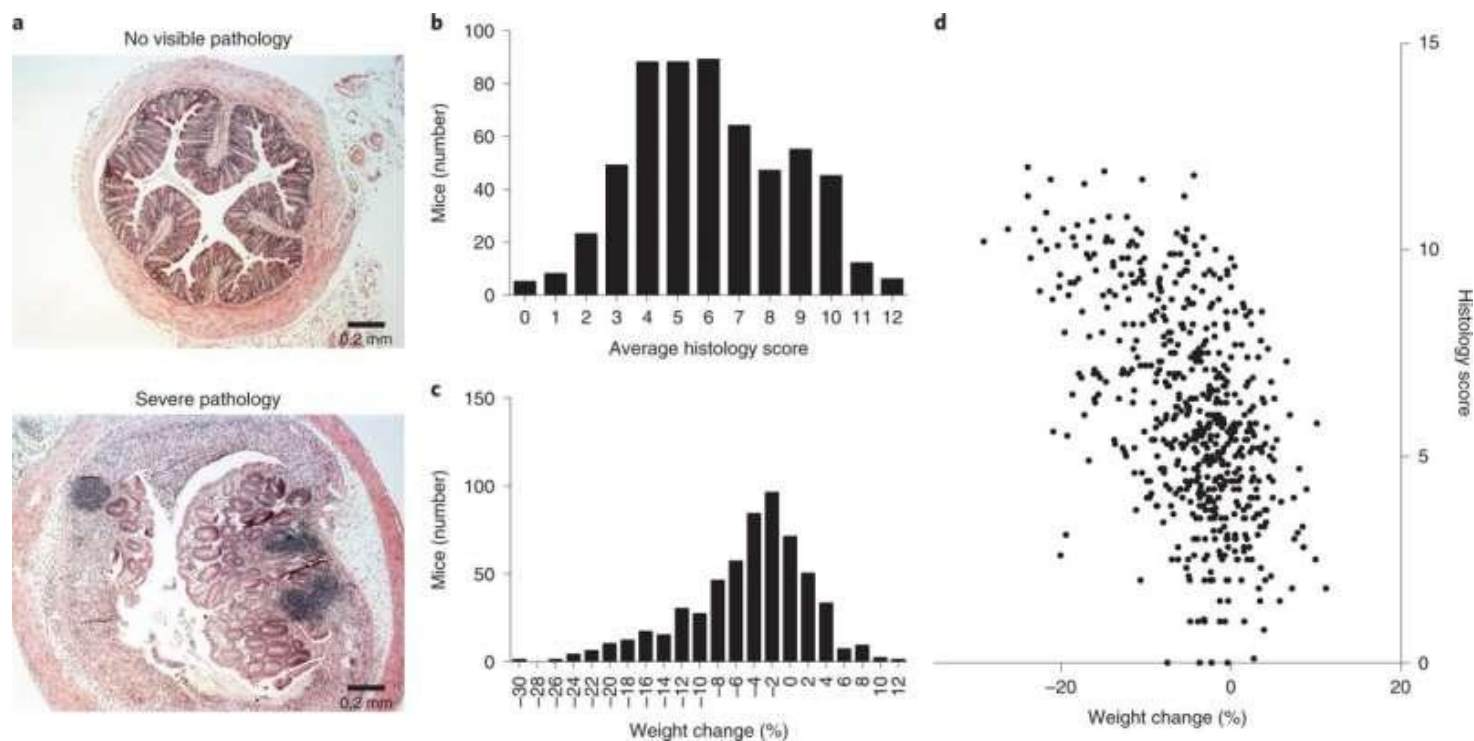 a
No visible pathology
0.2 mm
Severe pathology
0.2 mm
b
Mice (number)
100
80
60
40
20
0
0 1 2 3 4 5 6 7 8 9 10 11 12
Average histology score
c
Mice (number)
150
100
50
0
−30 −28 −26 −24 −22 −20 −18 −16 −14 −12 −10 −8 −6 −4 −2 0 2 4 6 8 10 12
Weight change (%)
d
15
10
5
0
Histology score
−20 0 20
Weight change (%)